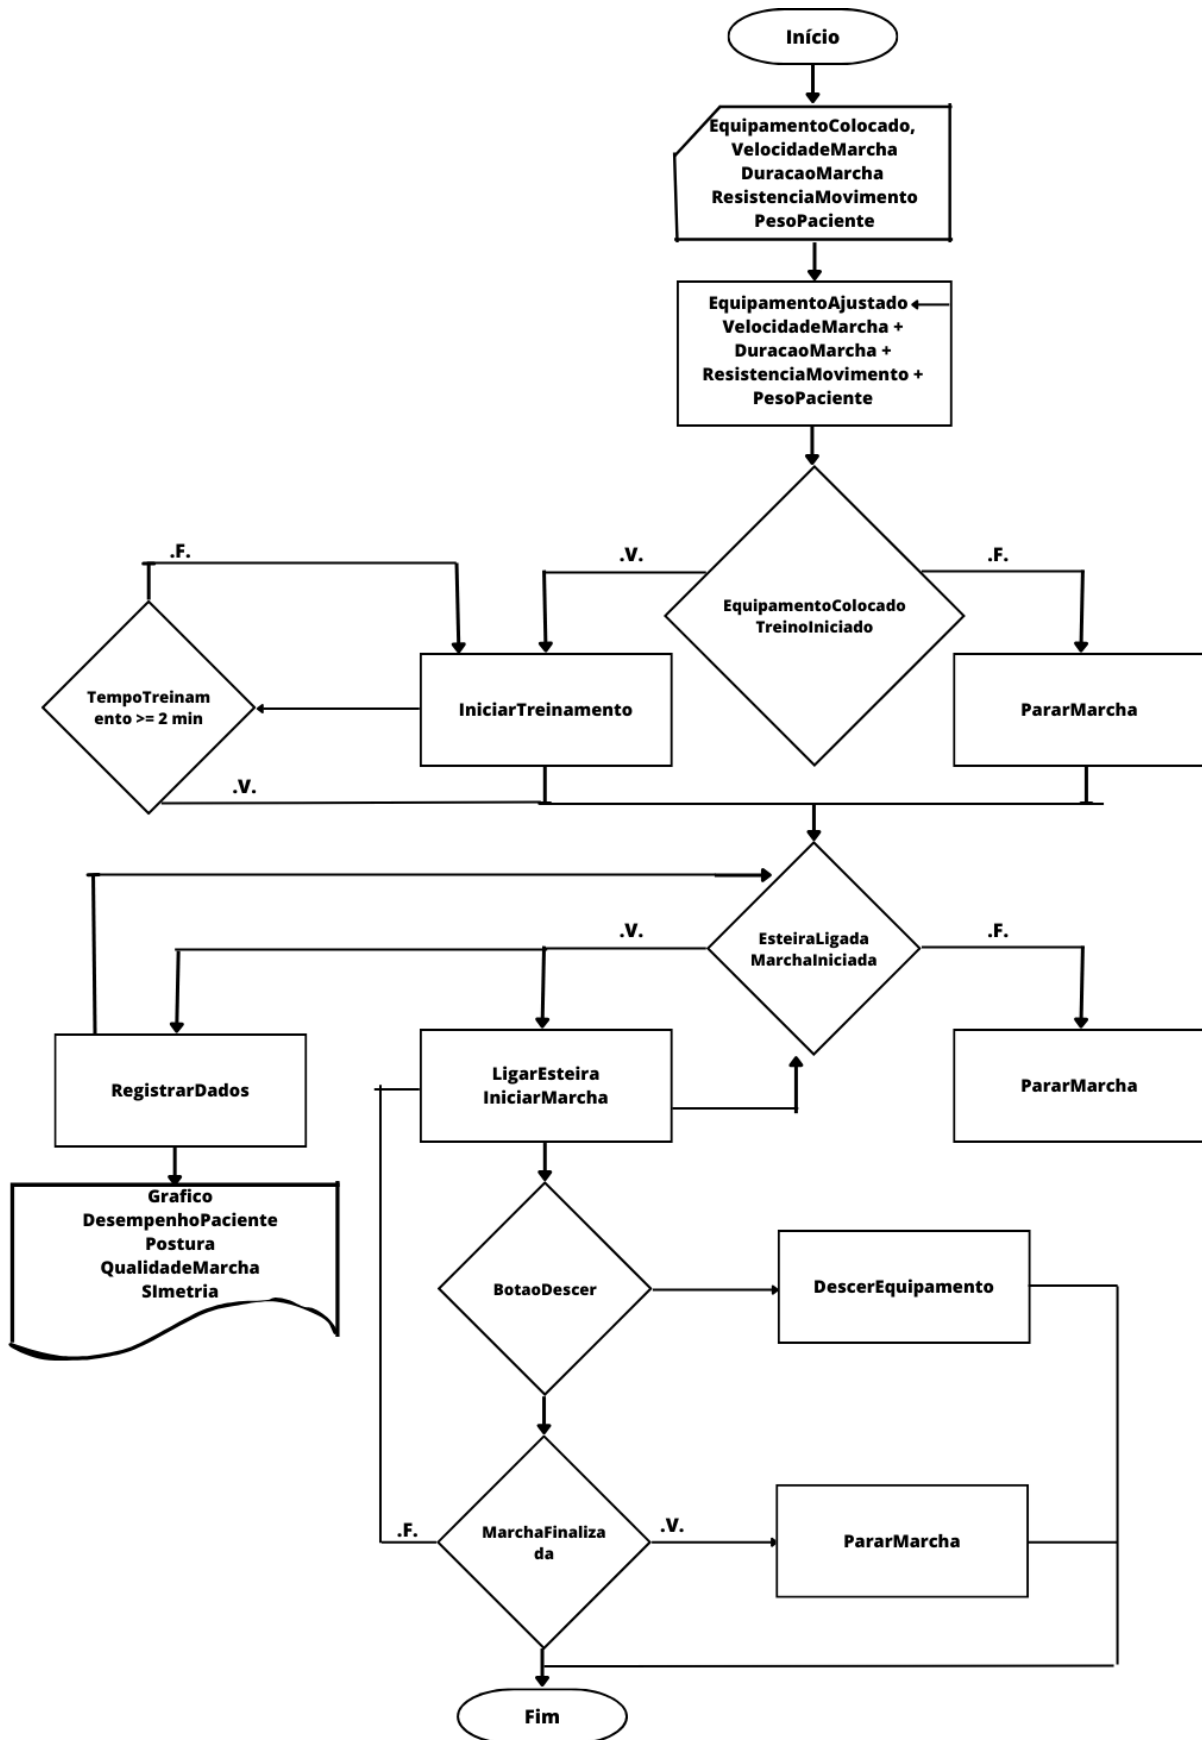 Início
EquipamentoColocado,
VelocidadeMarcha
DuracaoMarcha
ResistenciaMovimento
PesoPaciente
EquipamentoAjustado
VelocidadeMarcha +
DuracaoMarcha +
ResistenciaMovimento +
PesoPaciente
.F.
.V.
.F.
EquipamentoColocado
TreinoIniciado
TempoTreinam
ento >= 2 min
IniciarTreinamento
PararMarcha
.V.
.V.
.F.
EsteiraLigada
MarchaIniciada
RegistrarDados
LigarEsteira
IniciarMarcha
PararMarcha
Grafico
DesempenhoPaciente
Postura
QualidadeMarcha
SImetria
BotaoDescer
DescerEquipamento
.F.
MarchaFinaliza
da
.V.
PararMarcha
Fim